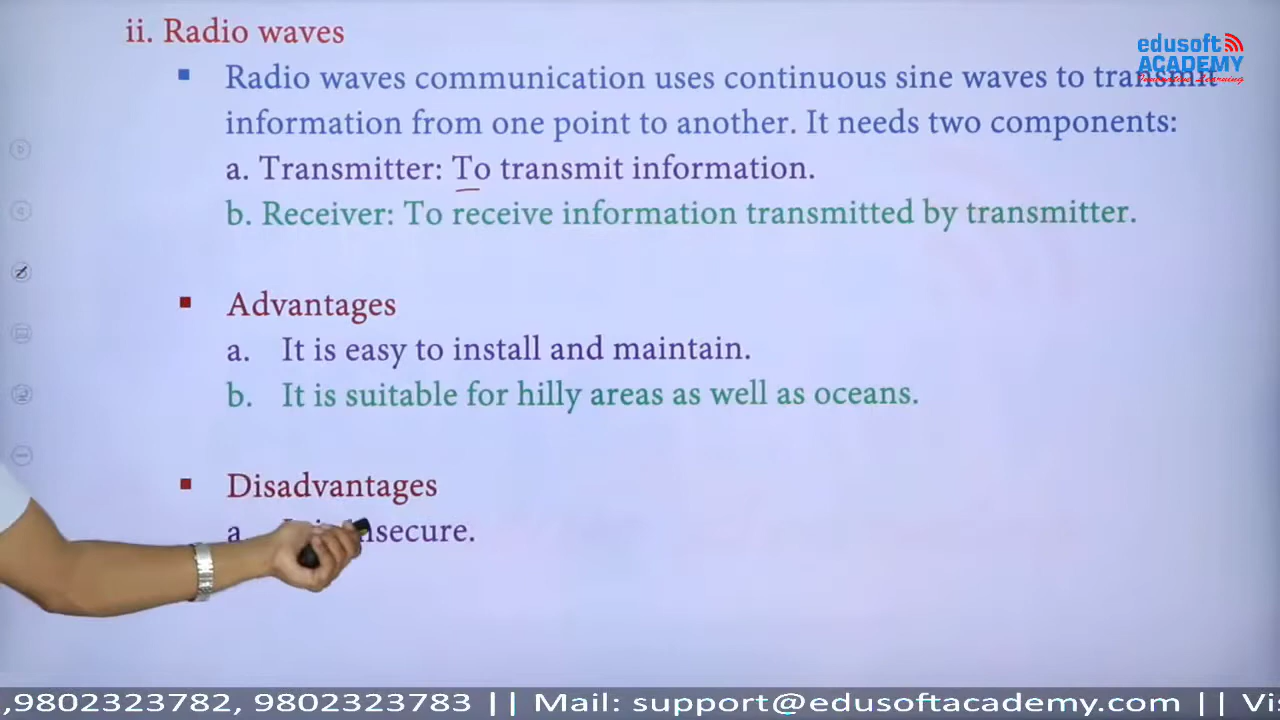 ii. Radio waves
edusoft
ACADEMY
▪ Radio waves communication uses continuous sine waves to transmit
information from one point to another. It needs two components:
a. Transmitter: To transmit information.
b. Receiver: To receive information transmitted by transmitter.
▪ Advantages
a. It is easy to install and maintain.
b. It is suitable for hilly areas as well as oceans.
▪ Disadvantages
a
,9802323782, 9802323783 || Mail: support@edusoftacademy.com || Vi